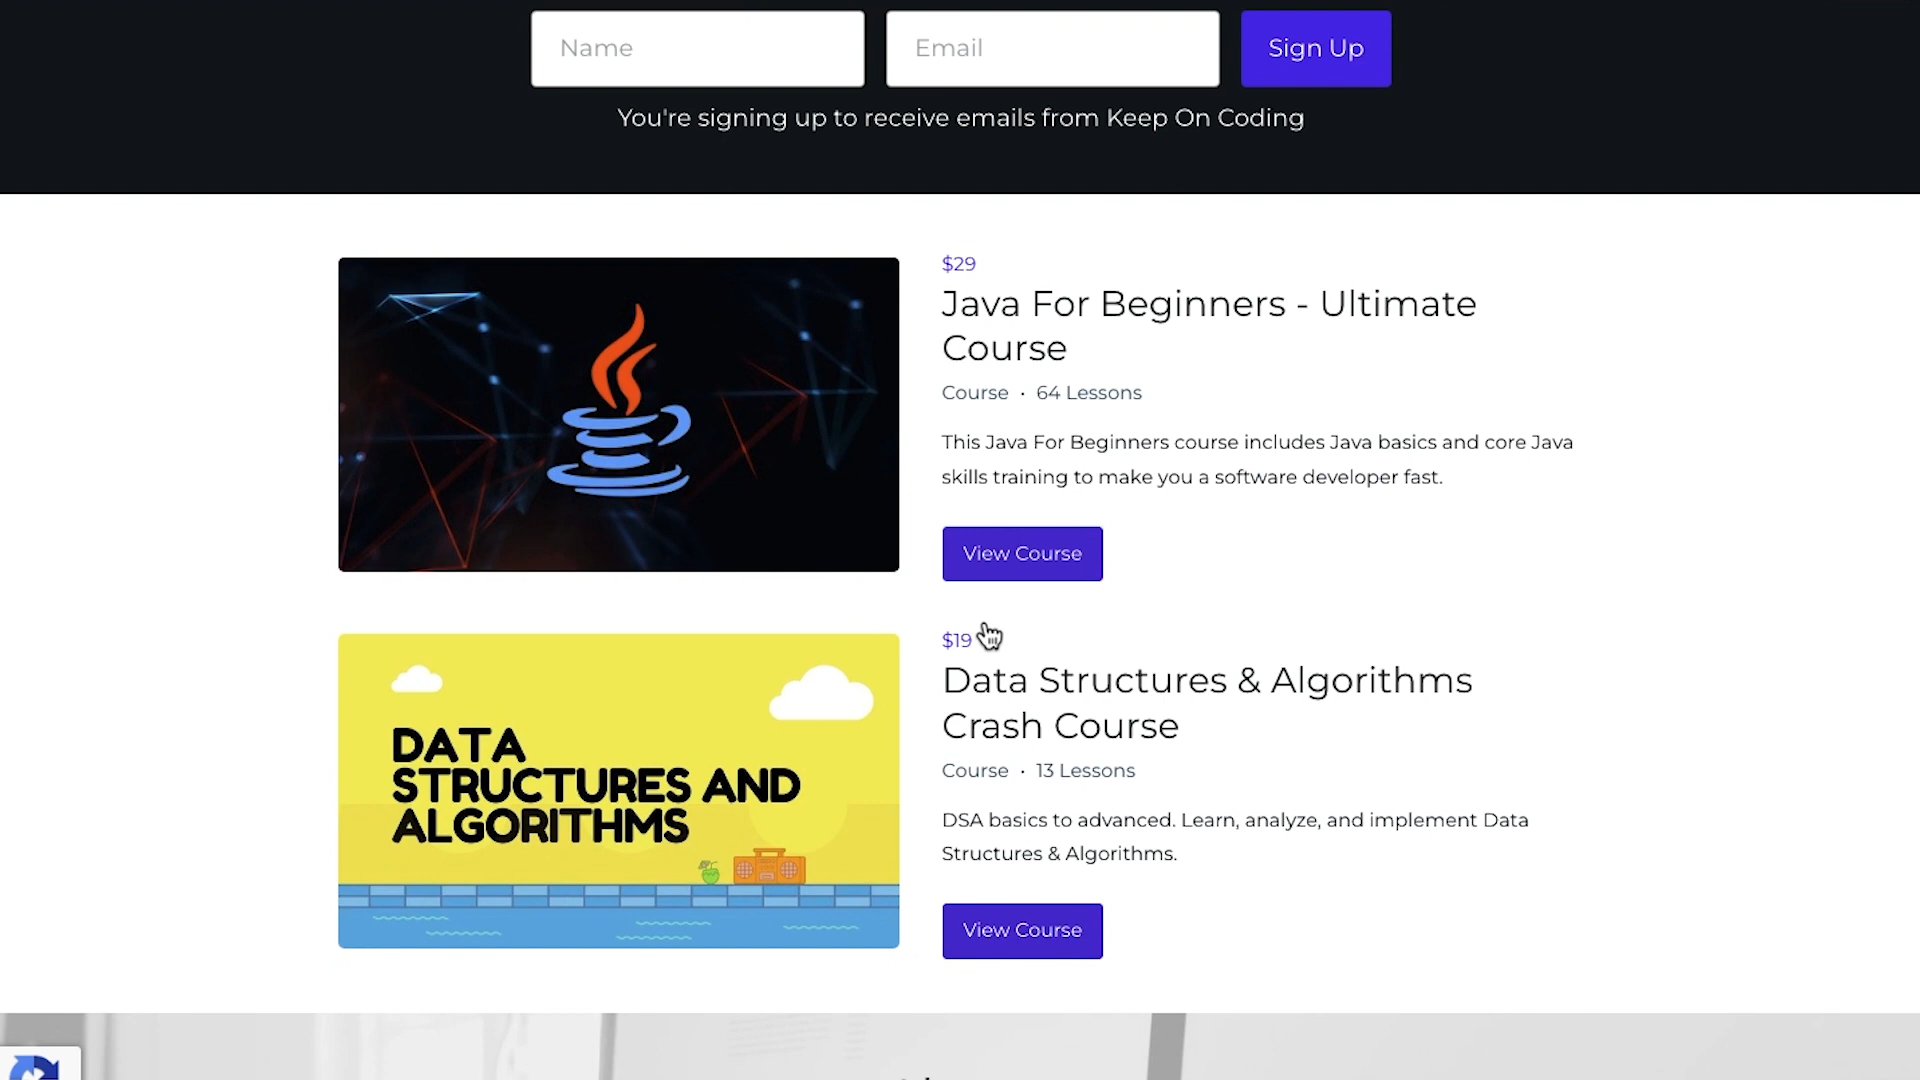 Name
Email
Sign Up
You're signing up to receive emails from Keep On Coding
$29
Java For Beginners - Ultimate
Course
Course · 64 Lessons
This Java For Beginners course includes Java basics and core Java
skills training to make you a software developer fast.
View Course
DATA
STRUCTURES AND
ALGORITHMS
$19
Data Structures & Algorithms
Crash Course
Course · 13 Lessons
DSA basics to advanced. Learn, analyze, and implement Data
Structures & Algorithms.
View Course